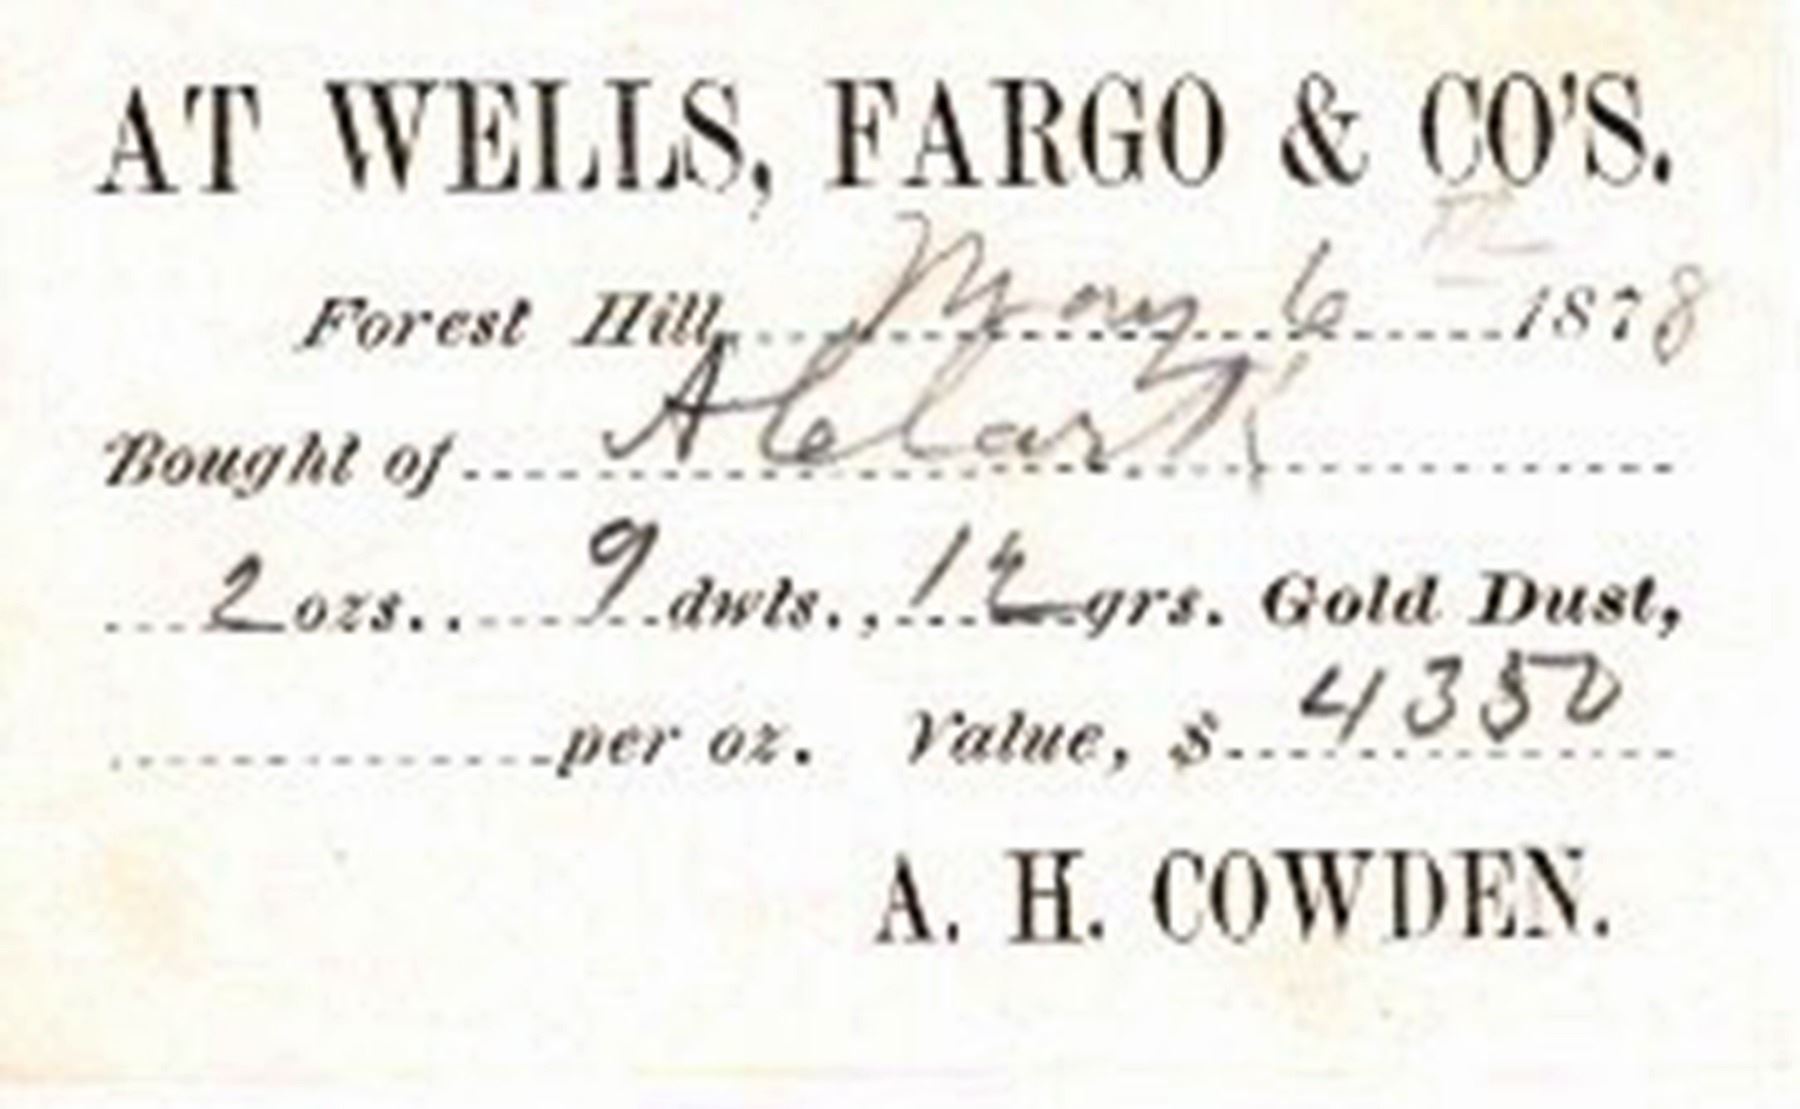 AT WELLS, FARGO & CO'S.
Forest Hill, May 6 1878
Bought of A Clark
2 ozs., 9 dwts., 12 grs. Gold Dust,
per oz. Value, $ 4350
A. H. COWDEN.